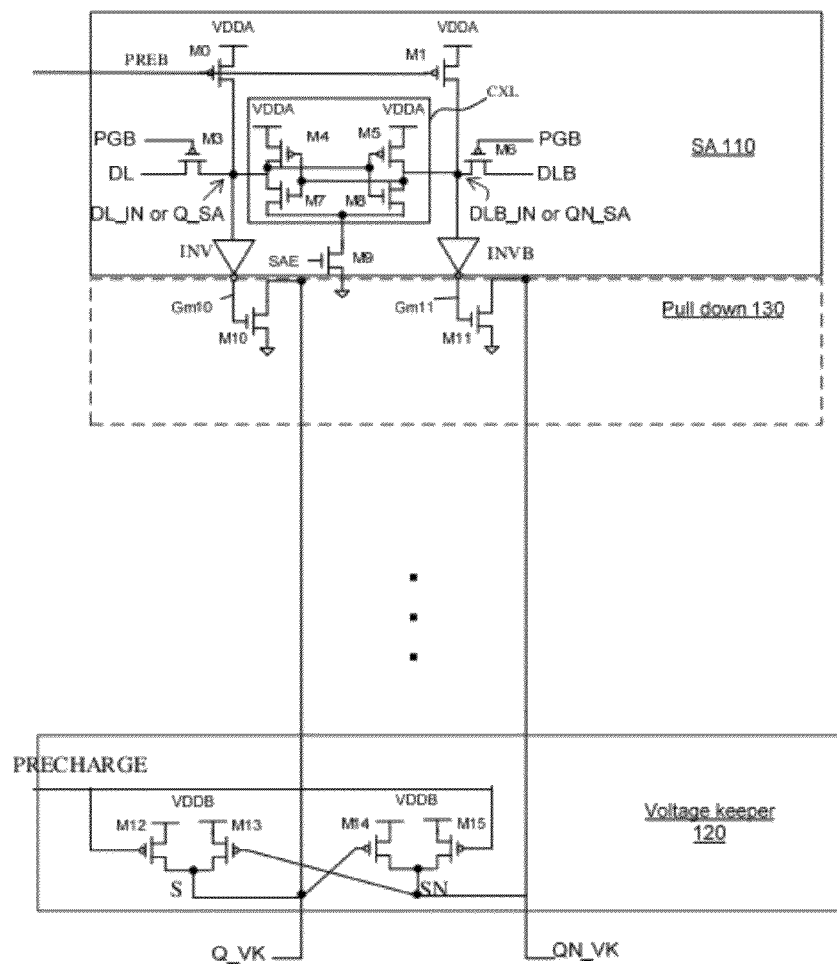 VDDA VDDA
M0 M1
PREB
CXL
VDDA VDDA
PGB M3 M4 M5 M6 PGB
SA 110
DL DLB
M7 M8
DL_IN or Q_SA DLB_IN or QN_SA
INV INVB
SAE M9
Gm10 Gm11 Pull down 130
M10 M11
PRECHARGE
VDDB VDDB
M12 M13 M14 M15 Voltage keeper
120
S SN
Q_VK QN_VK